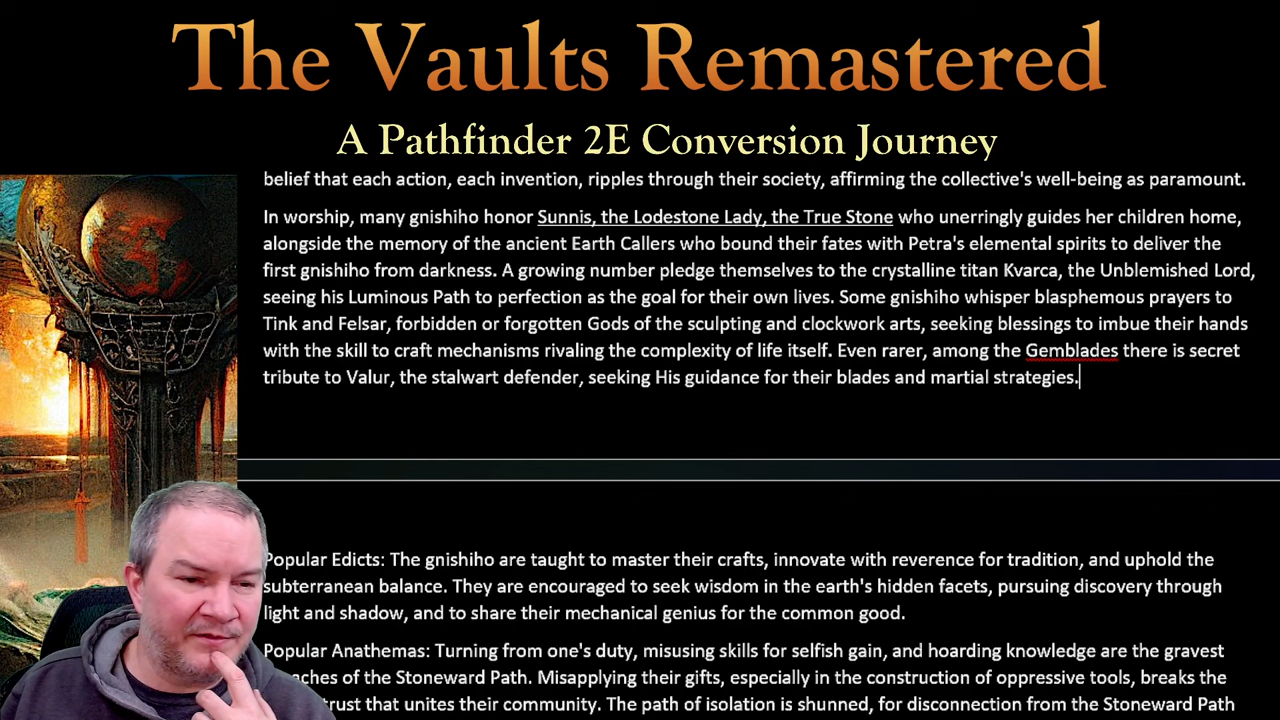 The Vaults Remastered
A Pathfinder 2E Conversion Journey
belief that each action, each invention, ripples through their society, affirming the collective's well-being as paramount.
In worship, many gnishiho honor Sunnis, the Lodestone Lady, the True Stone who unerringly guides her children home,
alongside the memory of the ancient Earth Callers who bound their fates with Petra's elemental spirits to deliver the
first gnishiho from darkness. A growing number pledge themselves to the crystalline titan Kvarca, the Unblemished Lord,
seeing his Luminous Path to perfection as the goal for their own lives. Some gnishiho whisper blasphemous prayers to
Tink and Felsar, forbidden or forgotten Gods of the sculpting and clockwork arts, seeking blessings to imbue their hands
with the skill to craft mechanisms rivaling the complexity of life itself. Even rarer, among the Gemblades there is secret
tribute to Valur, the stalwart defender, seeking His guidance for their blades and martial strategies.
Popular Edicts: The gnishiho are taught to master their crafts, innovate with reverence for tradition, and uphold the
subterranean balance. They are encouraged to seek wisdom in the earth's hidden facets, pursuing discovery through
light and shadow, and to share their mechanical genius for the common good.
Popular Anathemas: Turning from one's duty, misusing skills for selfish gain, and hoarding knowledge are the gravest
of the Stoneward Path. Misapplying their gifts, especially in the construction of oppressive tools, breaks the
trust that unites their community. The path of isolation is shunned, for disconnection from the Stoneward Path